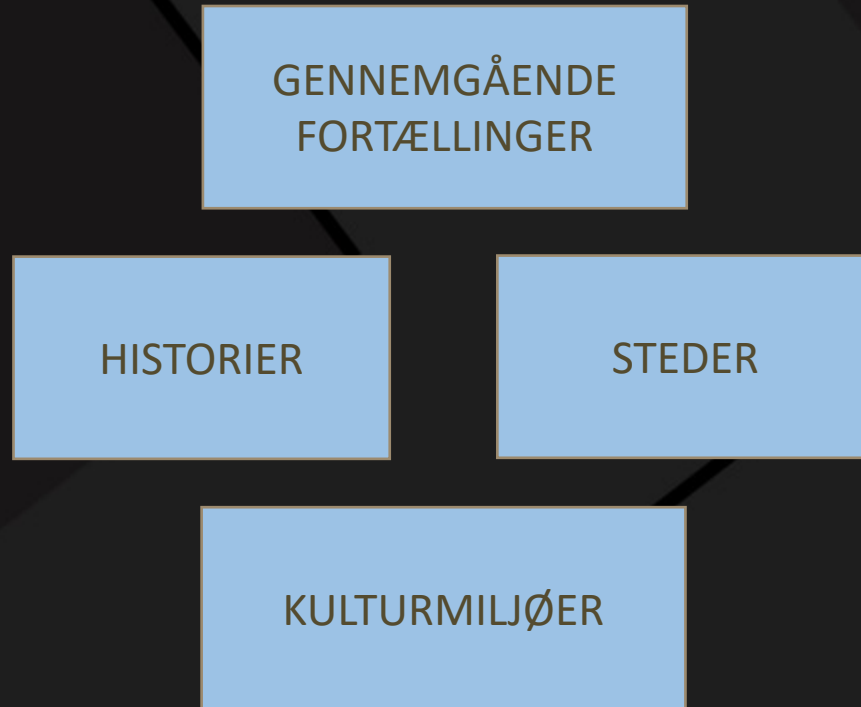 GENNEMGÅENDE
FORTÆLLINGER
HISTORIER
STEDER
KULTURMILJØER